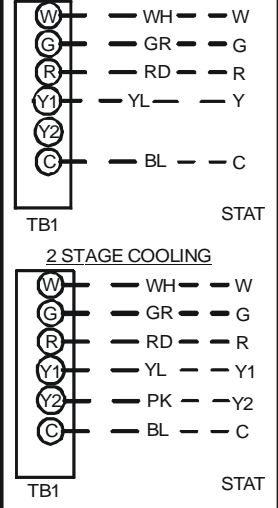 W WH W
G GR G
R RD R
Y1 YL Y
Y2
C BL C
TB1 STAT
2 STAGE COOLING
W WH W
G GR G
R RD R
Y1 YL Y1
Y2 PK Y2
C BL C
TB1 STAT